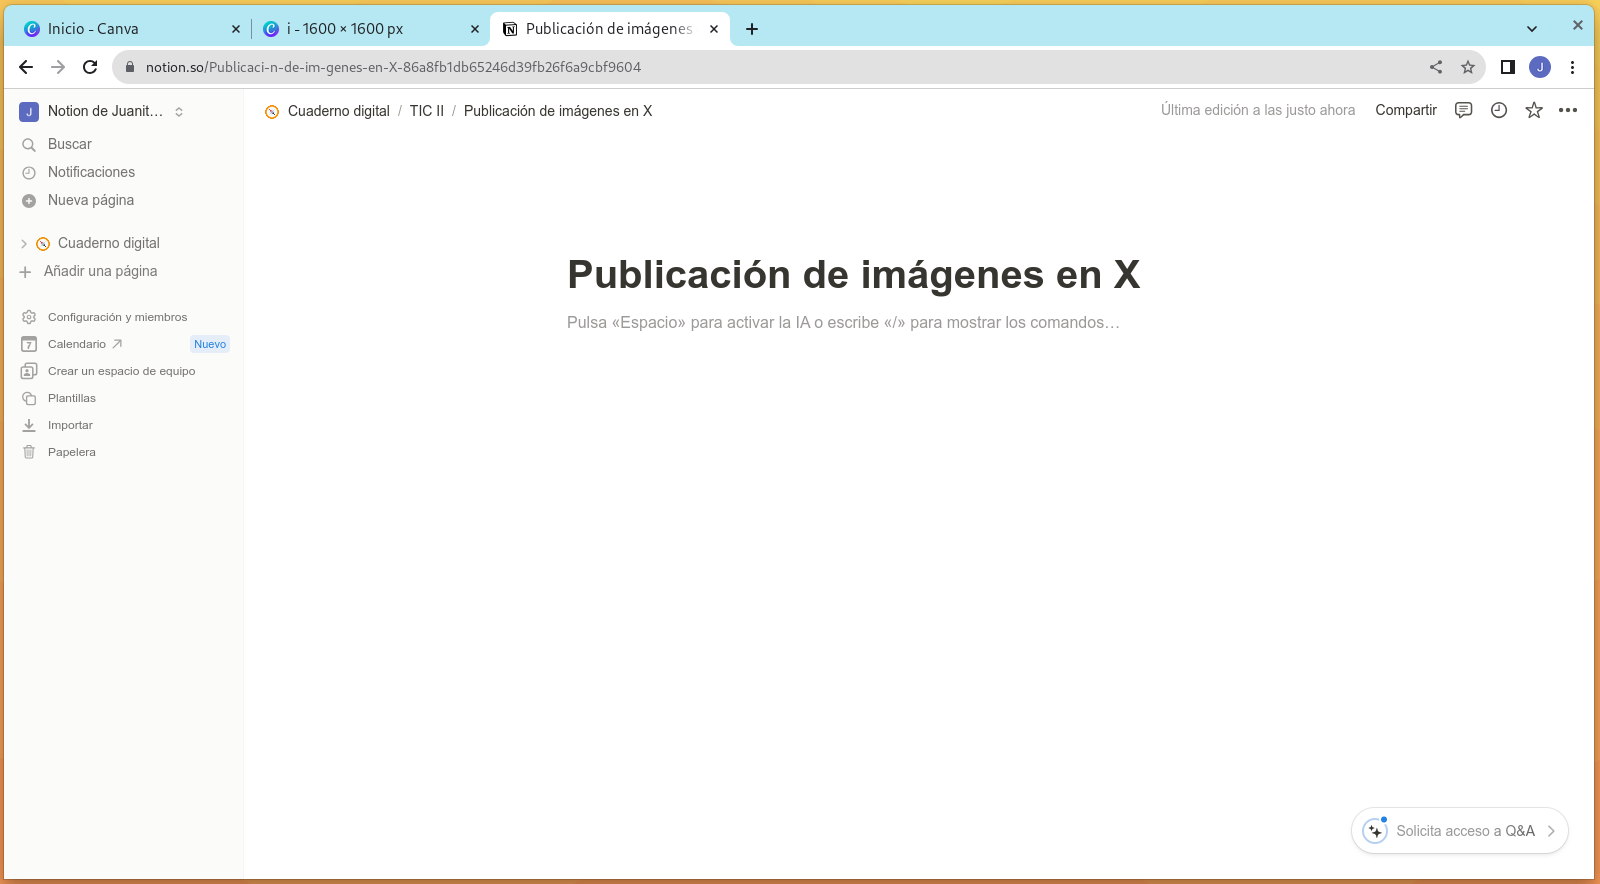 Inicio - Canva
i - 1600 × 1600 px
Publicación de imágenes
notion.so/Publicaci-n-de-im-genes-en-X-86a8fb1db65246d39fb26f6a9cbf9604
J
J Notion de Juanit…
Cuaderno digital / TIC II / Publicación de imágenes en X
Última edición a las justo ahora
Compartir
Buscar
Notificaciones
Nueva página
Cuaderno digital
Añadir una página
Configuración y miembros
7 Calendario Nuevo
Crear un espacio de equipo
Plantillas
Importar
Papelera
Publicación de imágenes en X
Pulsa «Espacio» para activar la IA o escribe «/» para mostrar los comandos…
Solicita acceso a Q&A